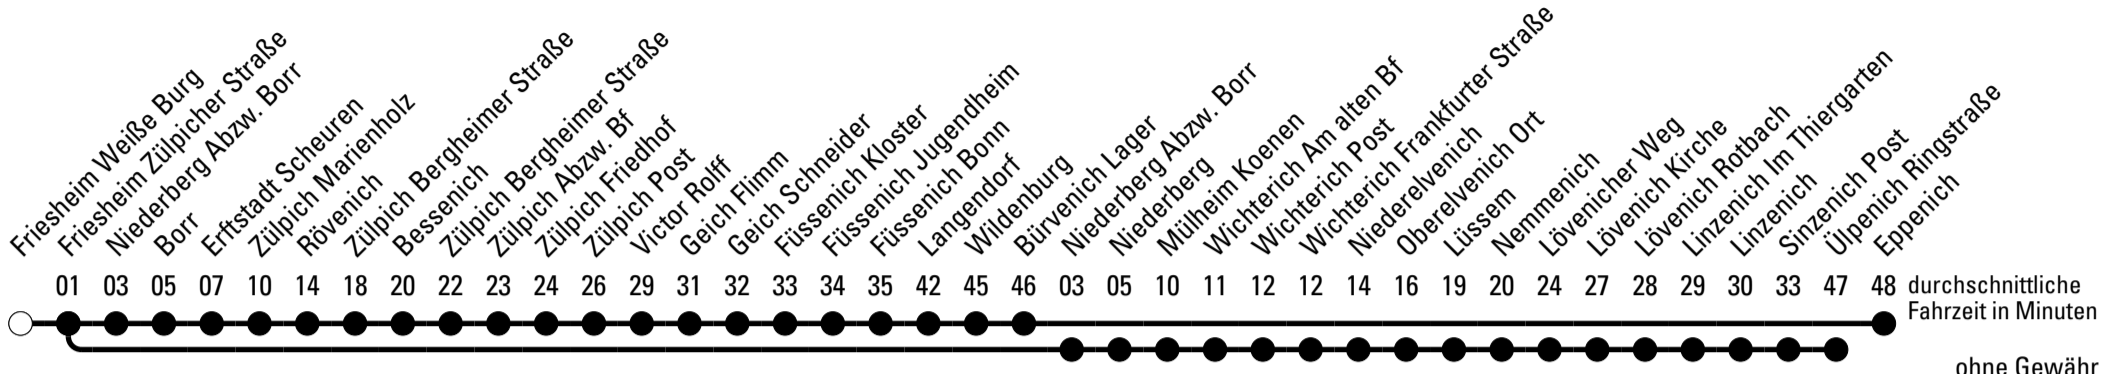 Friesheim Weiße Burg
Friesheim Zülpicher Straße
Niederberg Abzw. Borr
Borr
Erftstadt Scheuren
Zülpich Marienholz
Rövenich
Zülpich Bergheimer Straße
Bessenich
Zülpich Bergheimer Straße
Zülpich Abzw. Bf
Zülpich Friedhof
Zülpich Post
Victor Rolff
Geich Flimm
Geich Schneider
Füssenich Kloster
Füssenich Jugendheim
Füssenich Bonn
Langendorf
Wildenburg
Bürvenich Lager
Niederberg Abzw. Borr
Niederberg
Mülheim Koenen
Wichterich Am alten Bf
Wichterich Post
Wichterich Frankfurter Straße
Niederelvenich
Oberelvenich Ort
Lüssem
Nemmenich
Lövenicher Weg
Lövenich Kirche
Lövenich Rotbach
Linzenich Im Thiergarten
Linzenich
Sinzenich Post
Ülpenich Ringstraße
Eppenich
01 03 05 07 10 14 18 20 22 23 24 26 29 31 32 33 34 35 42 45 46 03 05 10 11 12 12 14 16 19 20 24 27 28 29 30 33 47 48 durchschnittliche
Fahrzeit in Minuten
ohne Gewähr